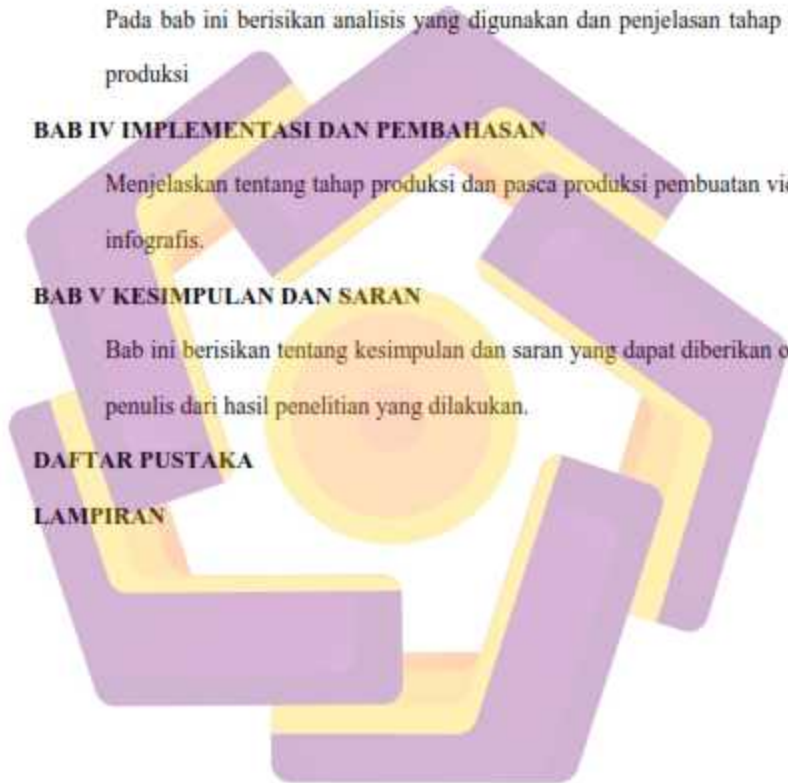 Pada bab ini berisikan analisis yang digunakan dan penjelasan tahap
produksi
BAB IV IMPLEMENTASI DAN PEMBAHASAN
Menjelaskan tentang tahap produksi dan pasca produksi pembuatan
infografis.
BAB V KESIMPULAN DAN SARAN
Bab ini berisikan tentang kesimpulan dan saran yang dapat diberikan
penulis dari hasil penelitian yang dilakukan.
DAFTAR PUSTAKA
LAMPIRAN